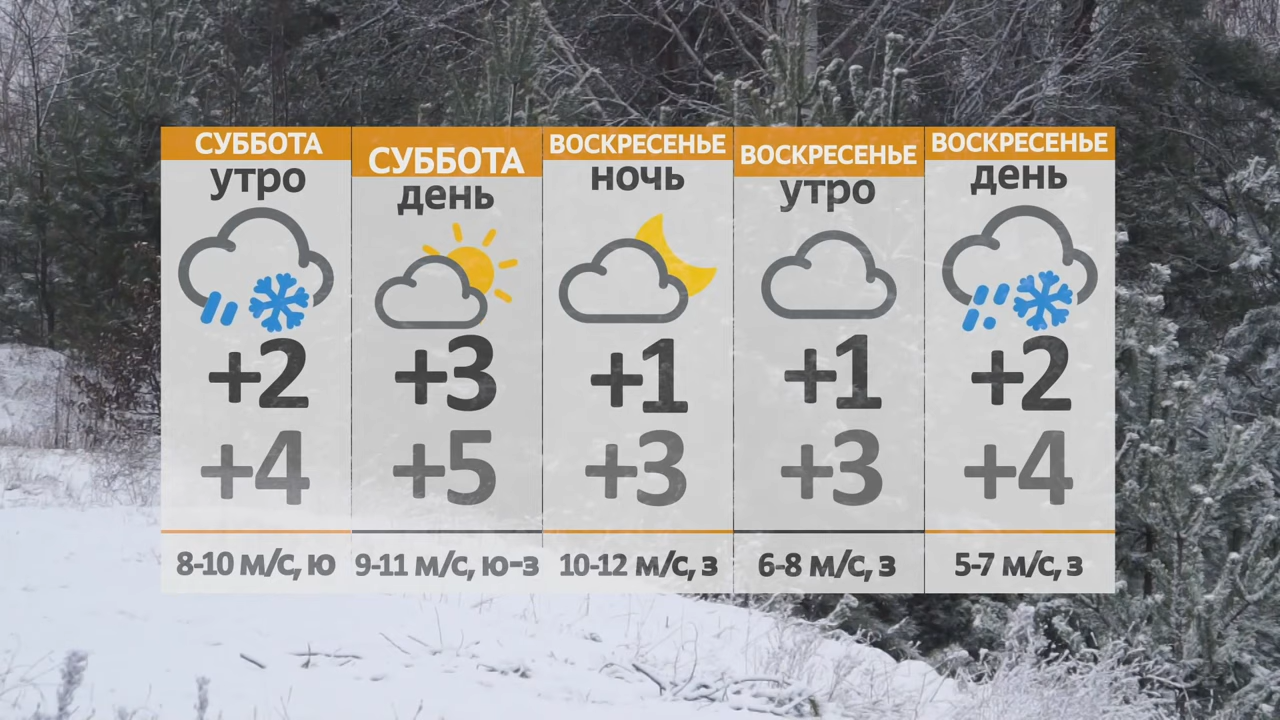 СУББОТА
утро
+2
+4
8-10 м/с, ю
СУББОТА
день
+3
+5
9-11 м/с, ю-з
ВОСКРЕСЕНЬЕ
ночь
+1
+3
10-12 м/с, з
ВОСКРЕСЕНЬЕ
утро
+1
+3
6-8 м/с, з
ВОСКРЕСЕНЬЕ
день
+2
+4
5-7 м/с, з